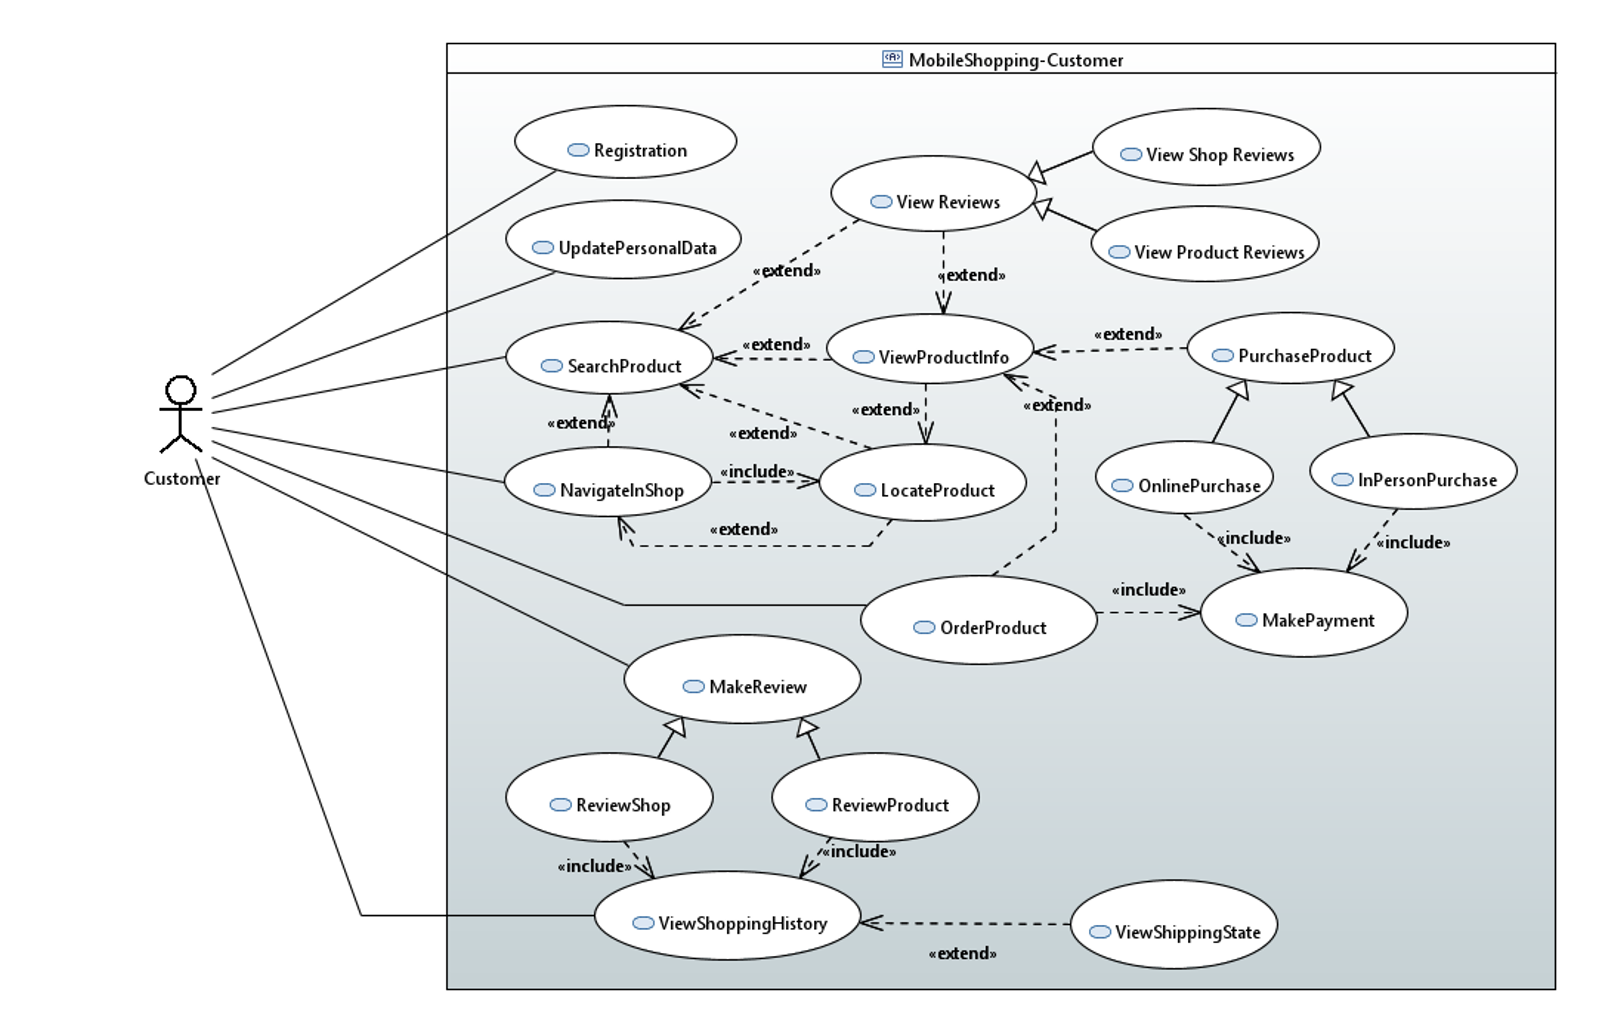 MobileShopping-Customer
Registration
View Shop Reviews
View Reviews
UpdatePersonalData
View Product Reviews
«extend»
«extend»
«extend»
«extend»
SearchProduct
ViewProductInfo
PurchaseProduct
«extend»
«extend»
«extend»
«extend»
«include»
Customer
NavigateInShop
LocateProduct
OnlinePurchase
InPersonPurchase
«extend»
«include»
«include»
«include»
OrderProduct
MakePayment
MakeReview
ReviewShop
ReviewProduct
«include»
«include»
ViewShoppingHistory
ViewShippingState
«extend»